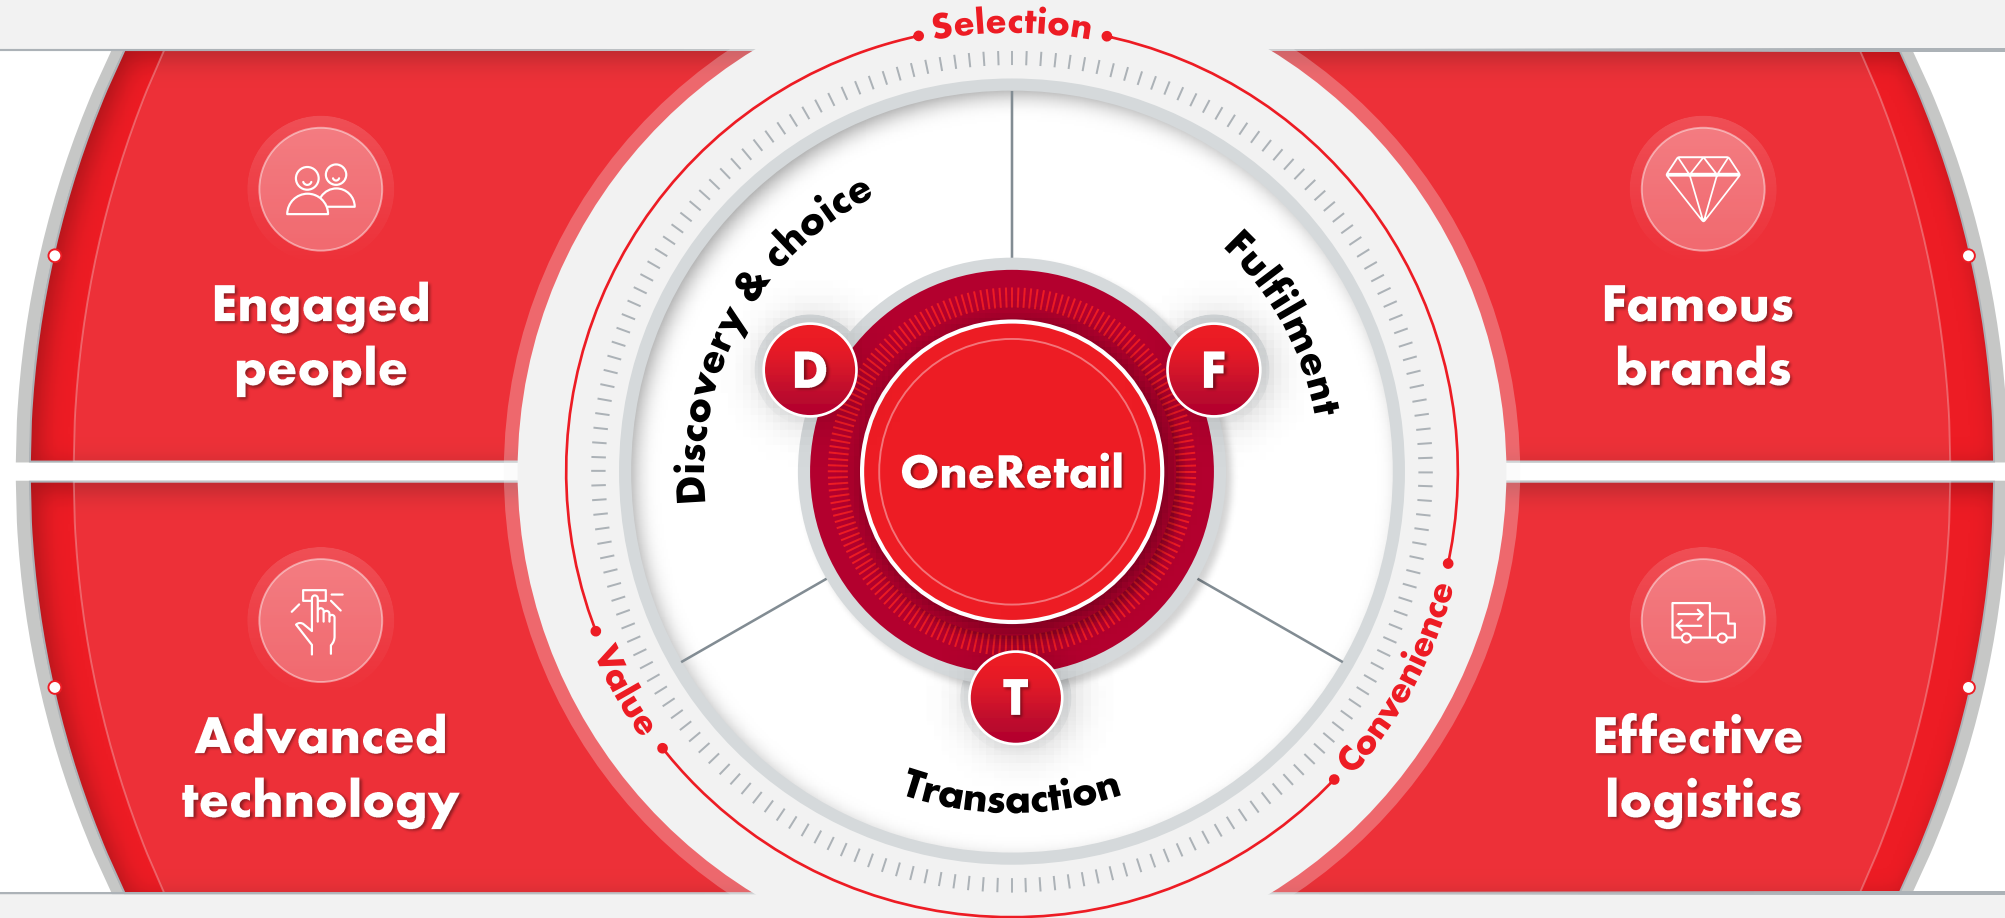 Selection
Engaged
people
Famous
brands
Discovery & choice
Fulfilment
D
F
OneRetail
T
Transaction
Value
Convenience
Advanced
technology
Effective
logistics